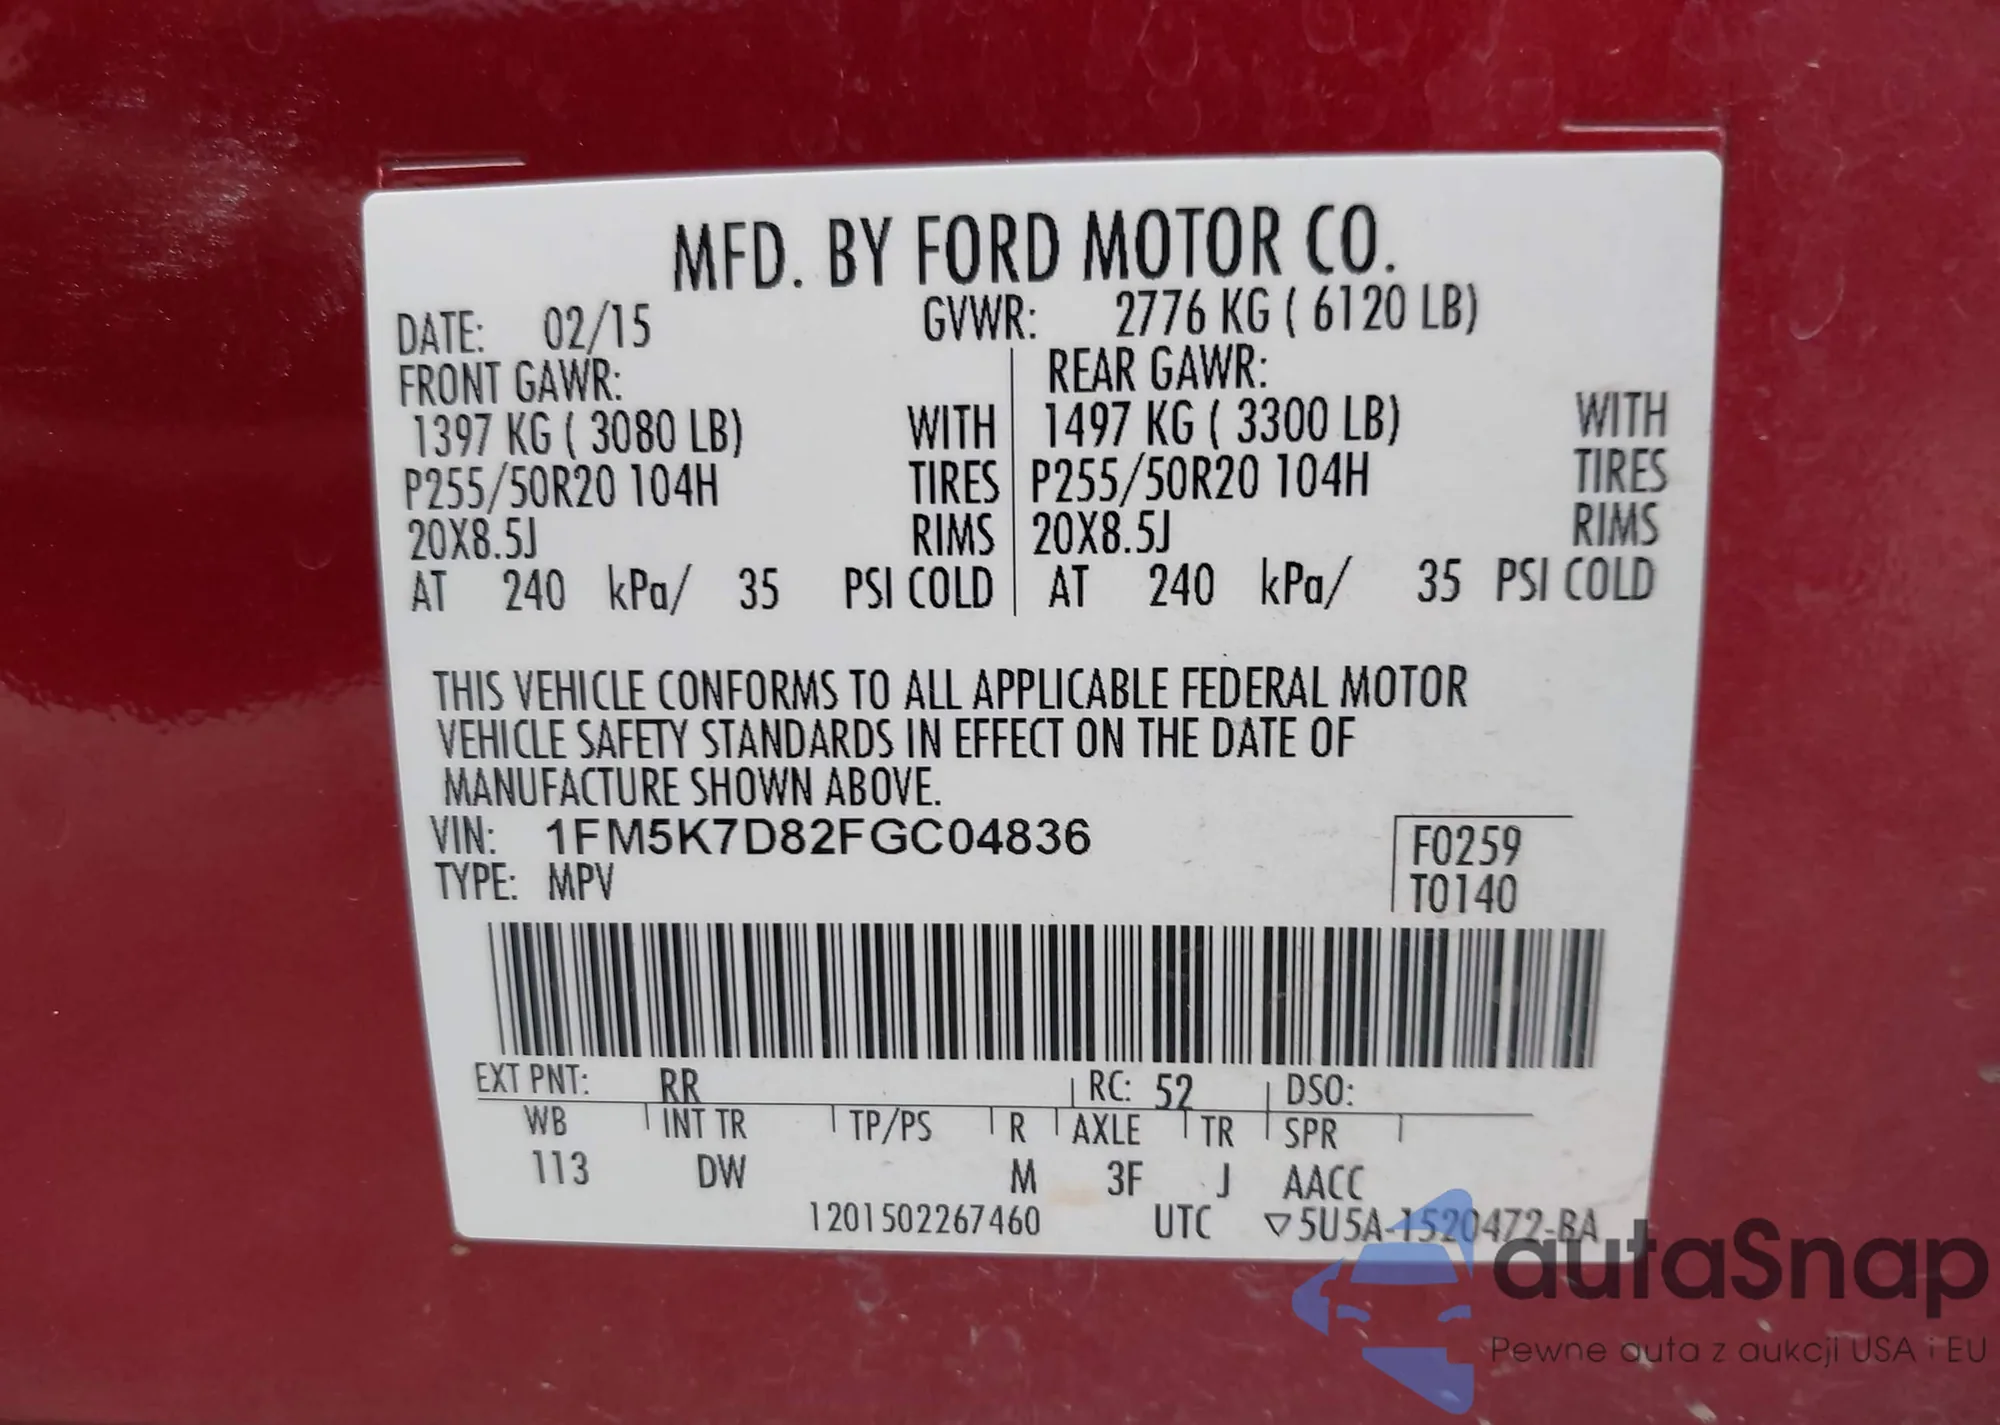 MFD. BY FORD MOTOR CO.
DATE: 02/15 GVWR: 2776 KG ( 6120 LB)
FRONT GAWR: REAR GAWR:
1397 KG ( 3080 LB) WITH 1497 KG ( 3300 LB) WITH
P255/50R20 104H TIRES P255/50R20 104H TIRES
20X8.5J RIMS 20X8.5J RIMS
AT 240 kPa/ 35 PSI COLD AT 240 kPa/ 35 PSI COLD
THIS VEHICLE CONFORMS TO ALL APPLICABLE FEDERAL MOTOR
VEHICLE SAFETY STANDARDS IN EFFECT ON THE DATE OF
MANUFACTURE SHOWN ABOVE.
VIN: 1FM5K7D82FGC04836 F0259
TYPE: MPV T0140
EXT PNT: RR RC: 52 DSO:
WB INT TR TP/PS R AXLE TR SPR
113 DW M 3F J AACC
1201502267460 UTC ▽5U5A-1520472-BA
autaSnap
Pewne auta z aukcji USA i EU